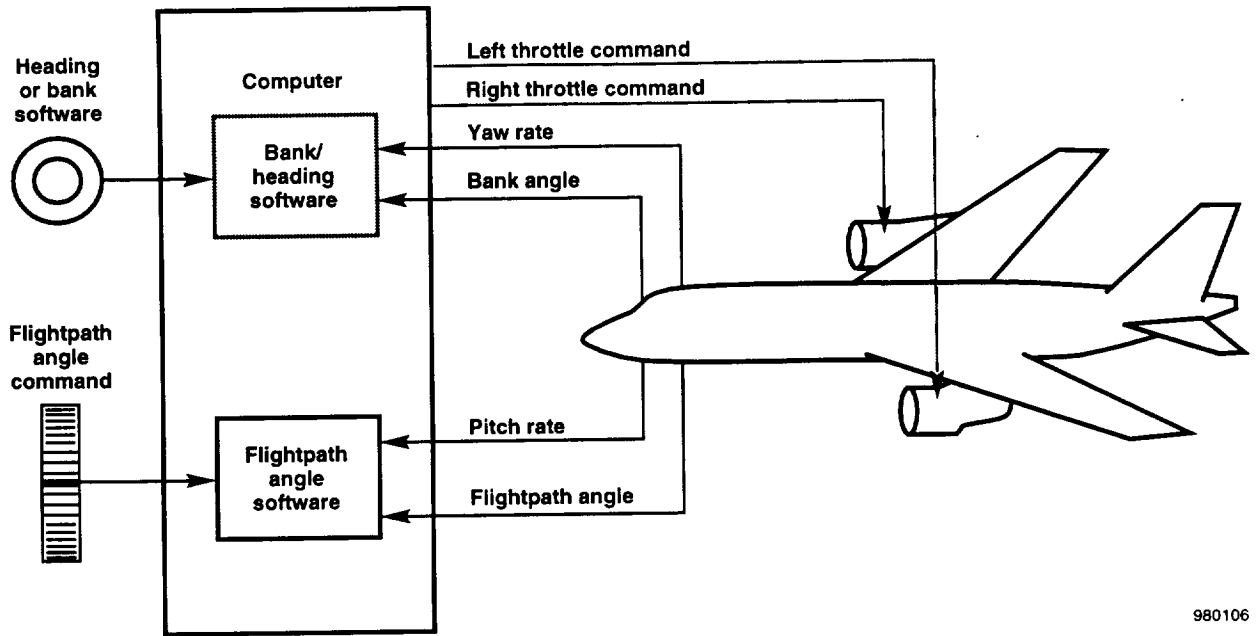 Heading
or bank
software
Computer
Bank/
heading
software
Left throttle command
Right throttle command
Yaw rate
Bank angle
Flightpath
angle
command
Flightpath
angle
software
Pitch rate
Flightpath angle
980106